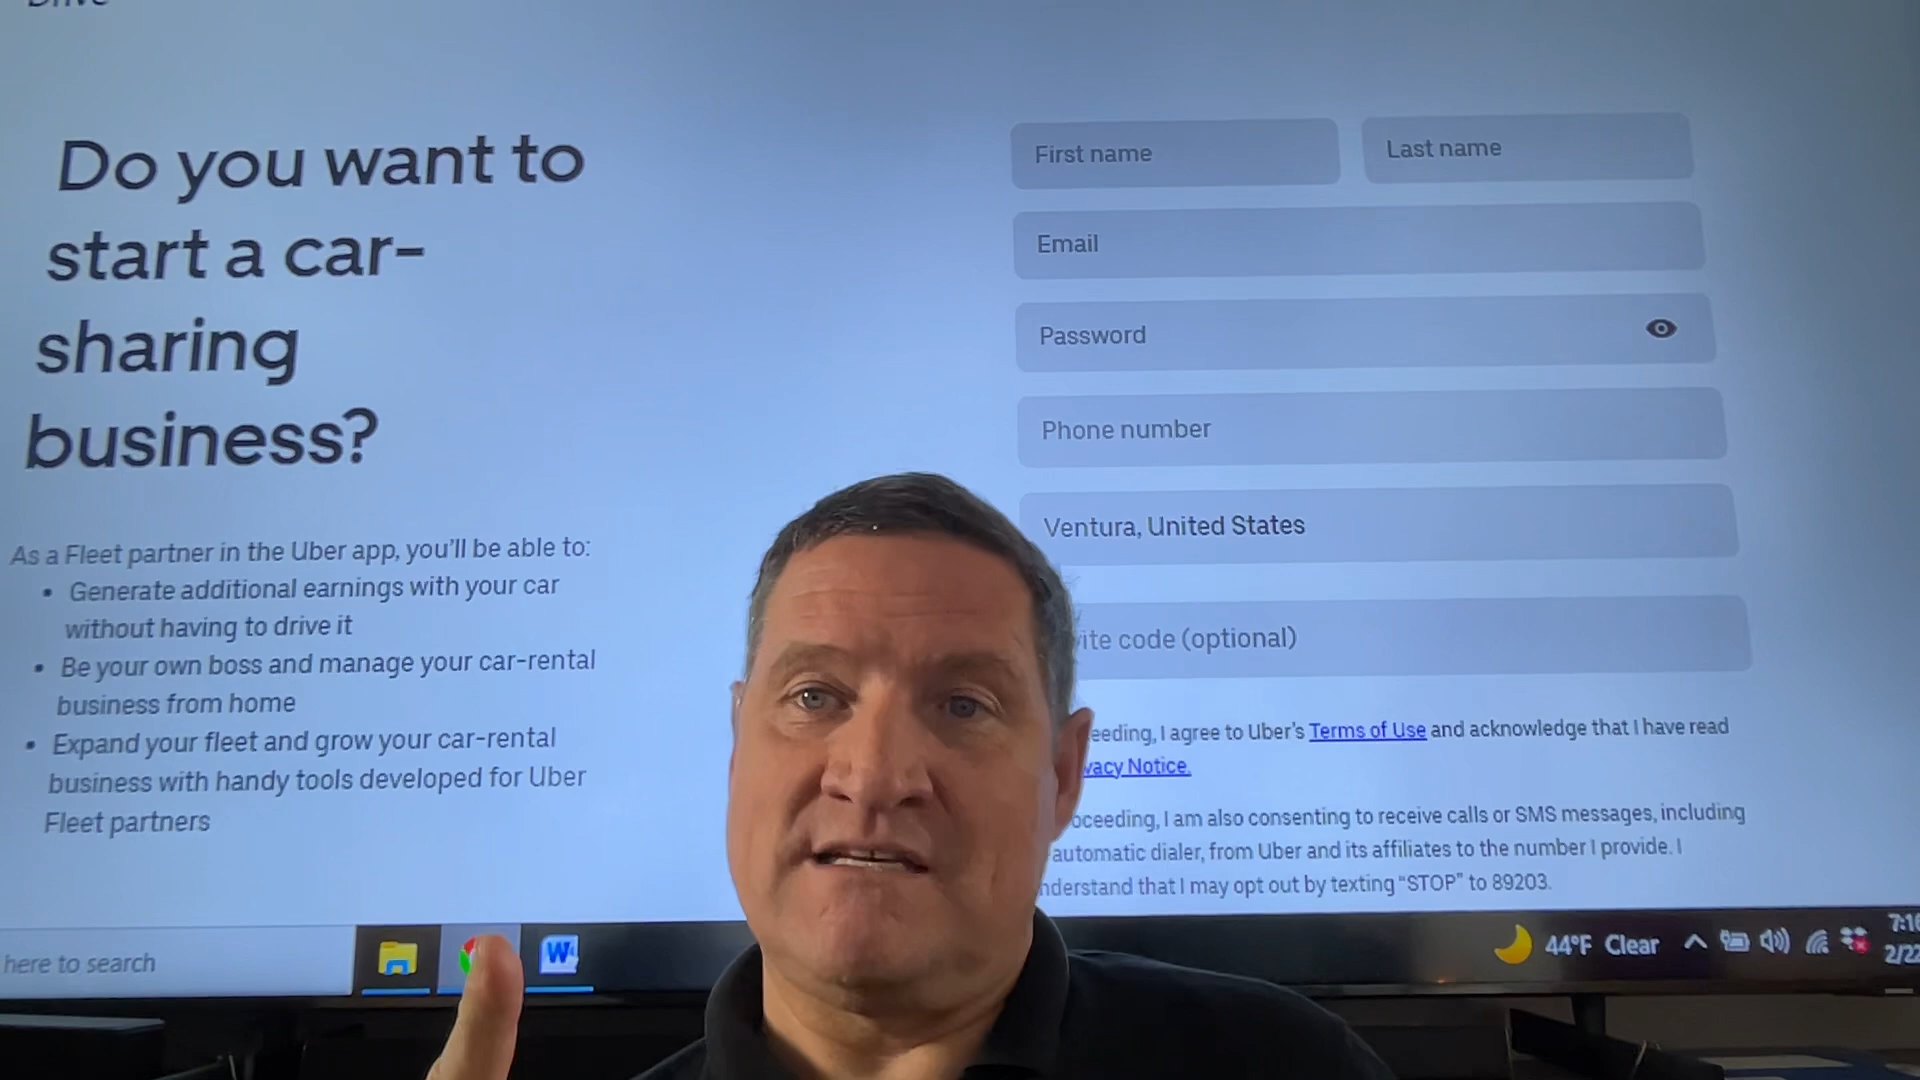 Drive
Do you want to
start a car-
sharing
business?
As a Fleet partner in the Uber app, you'll be able to:
• Generate additional earnings with your car
without having to drive it
• Be your own boss and manage your car-rental
business from home
• Expand your fleet and grow your car-rental
business with handy tools developed for Uber
Fleet partners
First name
Last name
Email
Password
Phone number
Ventura, United States
ite code (optional)
eeding, I agree to Uber's Terms of Use and acknowledge that I have read
vacy Notice.
oceeding, I am also consenting to receive calls or SMS messages, including
automatic dialer, from Uber and its affiliates to the number I provide. I
nderstand that I may opt out by texting “STOP” to 89203.
here to search
W
44°F Clear
7:16
2/22